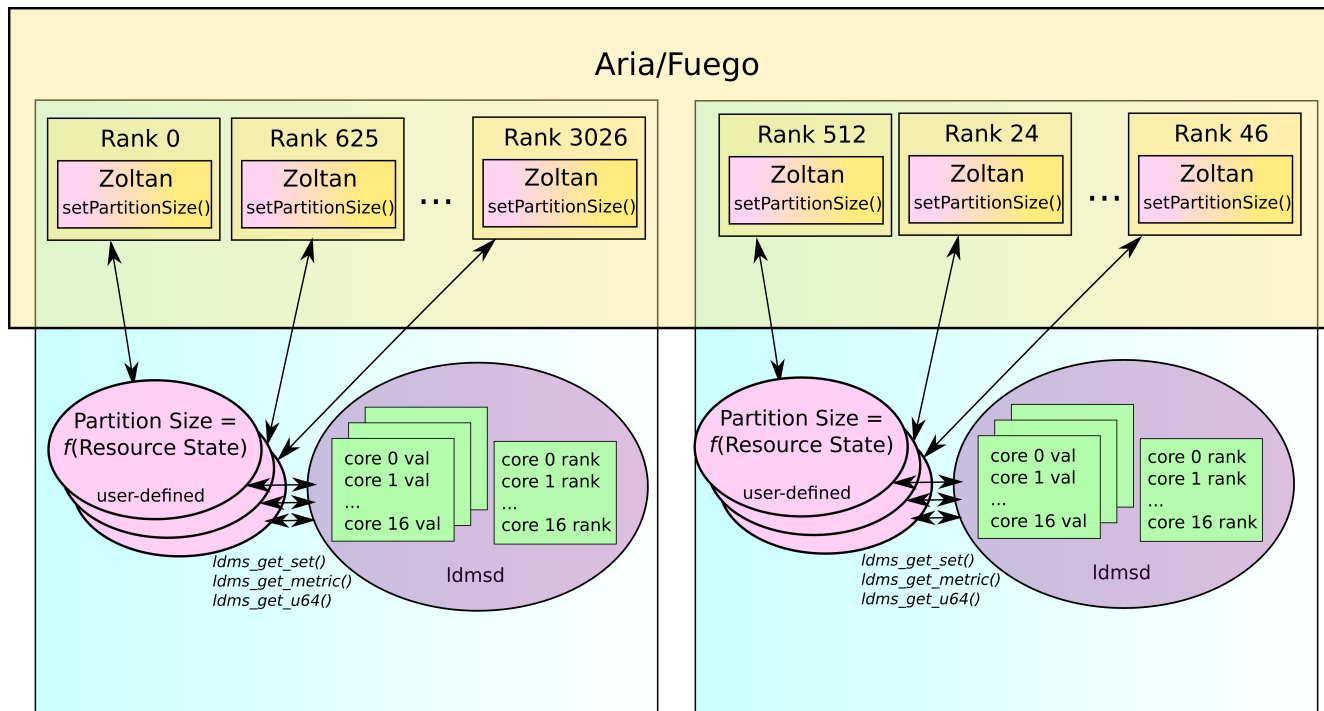 Aria/Fuego
Rank 0
Zoltan
setPartitionSize()
Rank 625
Zoltan
setPartitionSize()
...
Rank 3026
Zoltan
setPartitionSize()
Rank 512
Zoltan
setPartitionSize()
Rank 24
Zoltan
setPartitionSize()
...
Rank 46
Zoltan
setPartitionSize()
Partition Size =
f(Resource State)
user-defined
core 0 val
core 1 val
...
core 16 val
core 0 rank
core 1 rank
...
core 16 rank
ldmsd
ldms_get_set()
ldms_get_metric()
ldms_get_u64()
Partition Size =
f(Resource State)
user-defined
core 0 val
core 1 val
...
core 16 val
core 0 rank
core 1 rank
...
core 16 rank
ldmsd
ldms_get_set()
ldms_get_metric()
ldms_get_u64()